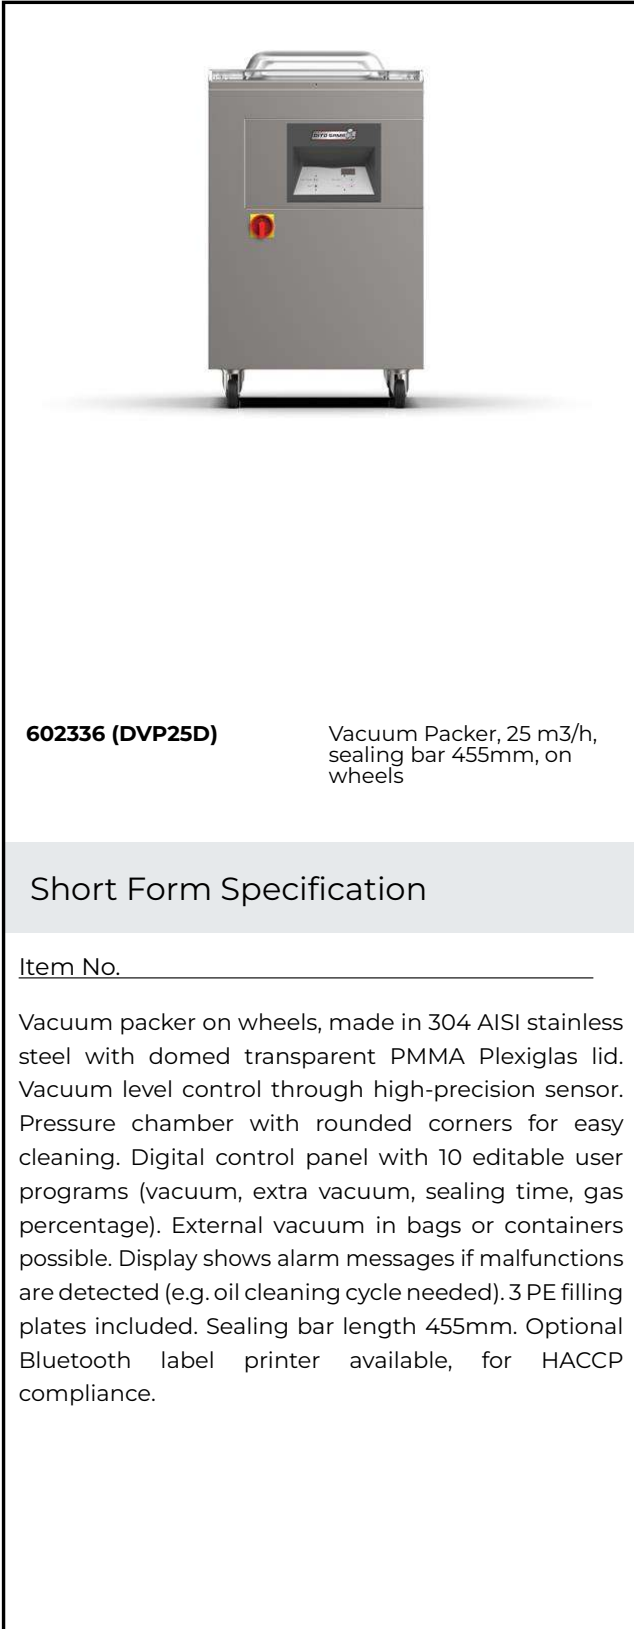 DITO SAMA
602336 (DVP25D)
Vacuum Packer, 25 m3/h,
sealing bar 455mm, on
wheels
Short Form Specification
Item No.
Vacuum packer on wheels, made in 304 AISI stainless
steel with domed transparent PMMA Plexiglas lid.
Vacuum level control through high-precision sensor.
Pressure chamber with rounded corners for easy
cleaning. Digital control panel with 10 editable user
programs (vacuum, extra vacuum, sealing time, gas
percentage). External vacuum in bags or containers
possible. Display shows alarm messages if malfunctions
are detected (e.g. oil cleaning cycle needed). 3 PE filling
plates included. Sealing bar length 455mm. Optional
Bluetooth label printer available, for HACCP
compliance.